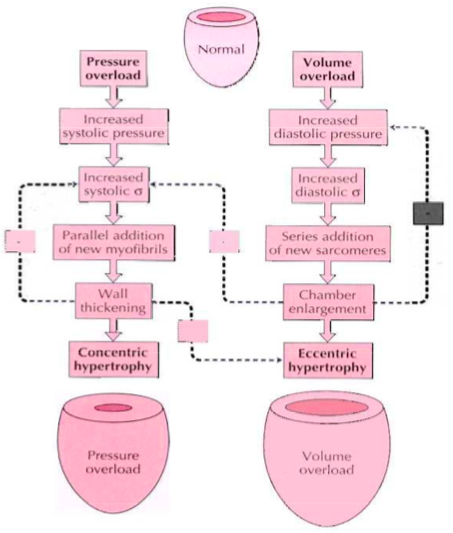 Normal
Pressure
overload
Increased
systolic pressure
Increased
systolic σ
Parallel addition
of new myofibrils
Wall
thickening
Concentric
hypertrophy
Pressure
overload
Volume
overload
Increased
diastolic pressure
Increased
diastolic σ
Series addition
of new sarcomeres
Chamber
enlargement
Eccentric
hypertrophy
Volume
overload
-
-
-